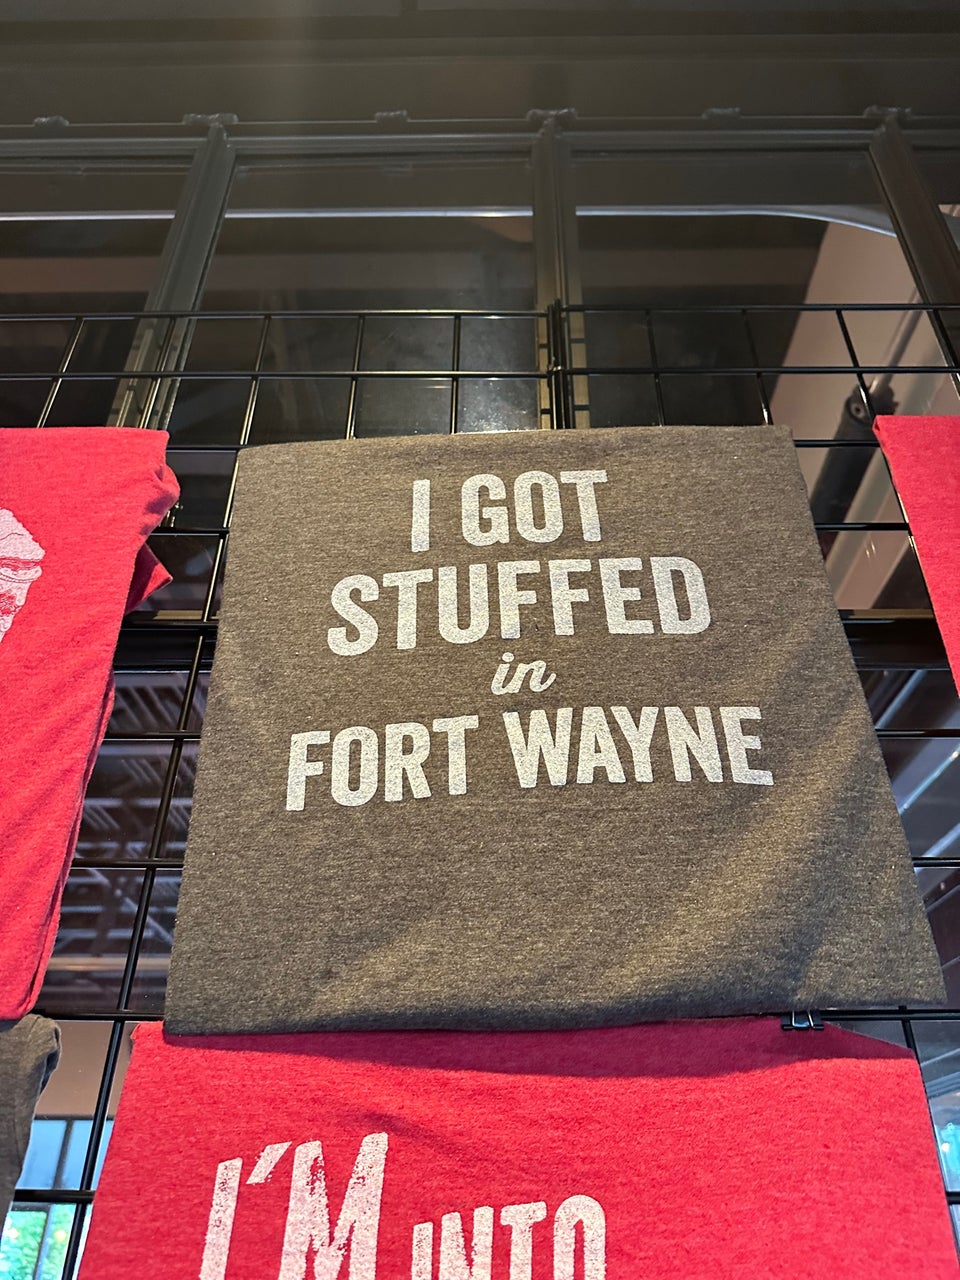 I GOT
STUFFED
in
FORT WAYNE
I'M INTO